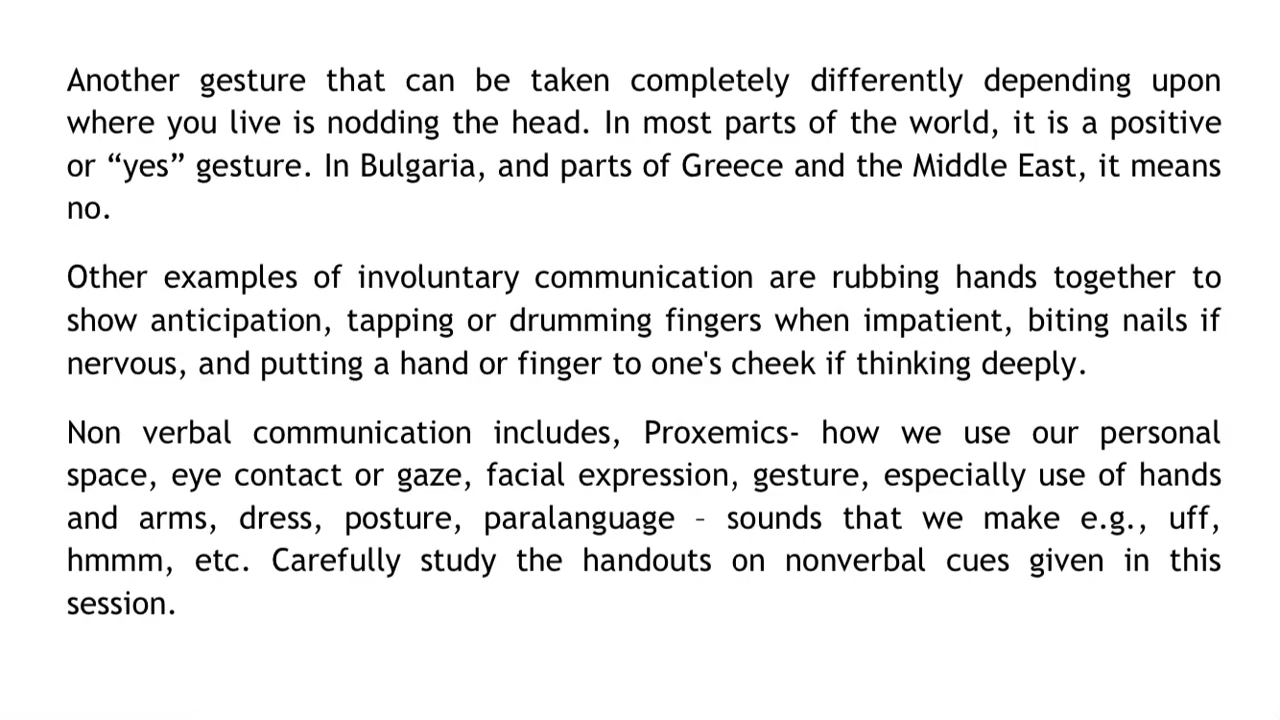 Another gesture that can be taken completely differently depending upon
where you live is nodding the head. In most parts of the world, it is a positive
or “yes” gesture. In Bulgaria, and parts of Greece and the Middle East, it means
no.
Other examples of involuntary communication are rubbing hands together to
show anticipation, tapping or drumming fingers when impatient, biting nails if
nervous, and putting a hand or finger to one's cheek if thinking deeply.
Non verbal communication includes, Proxemics- how we use our personal
space, eye contact or gaze, facial expression, gesture, especially use of hands
and arms, dress, posture, paralanguage – sounds that we make e.g., uff,
hmmm, etc. Carefully study the handouts on nonverbal cues given in this
session.